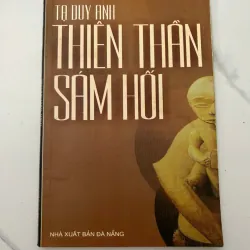 TẠ DUY ANH
THIÊN THẦN
SÁM HỐI
NHÀ XUẤT BẢN ĐÀ NẴNG